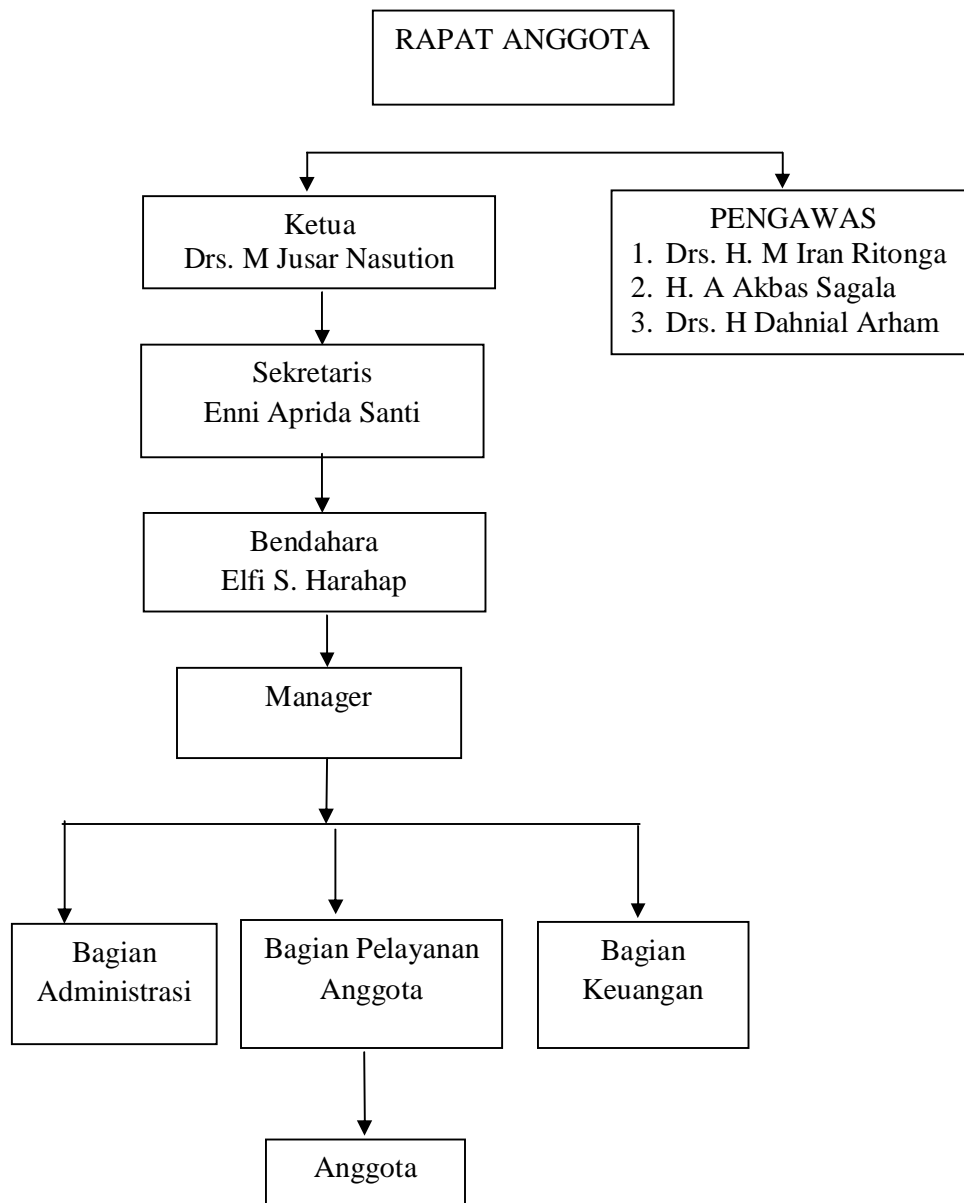 RAPAT ANGGOTA
Ketua
Drs. M Jusar Nasution
PENGAWAS
1. Drs. H. M Iran Ritonga
2. H. A Akbas Sagala
3. Drs. H Dahnial Arham
Sekretaris
Enni Aprida Santi
Bendahara
Elfi S. Harahap
Manager
Bagian
Administrasi
Bagian Pelayanan
Anggota
Bagian
Keuangan
Anggota